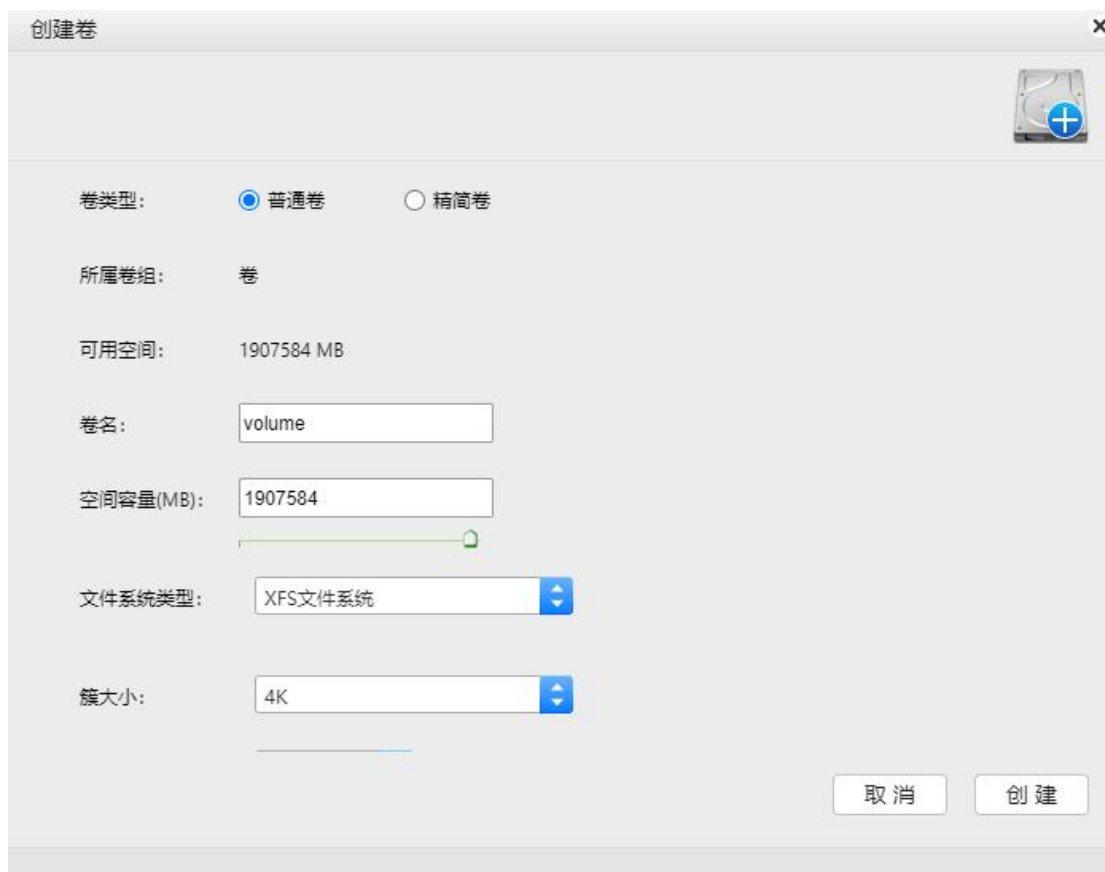 创建卷
卷类型： 普通卷 精简卷
所属卷组： 卷
可用空间： 1907584 MB
卷名： volume
空间容量(MB)： 1907584
文件系统类型： XFS文件系统
簇大小： 4K
取消 创建